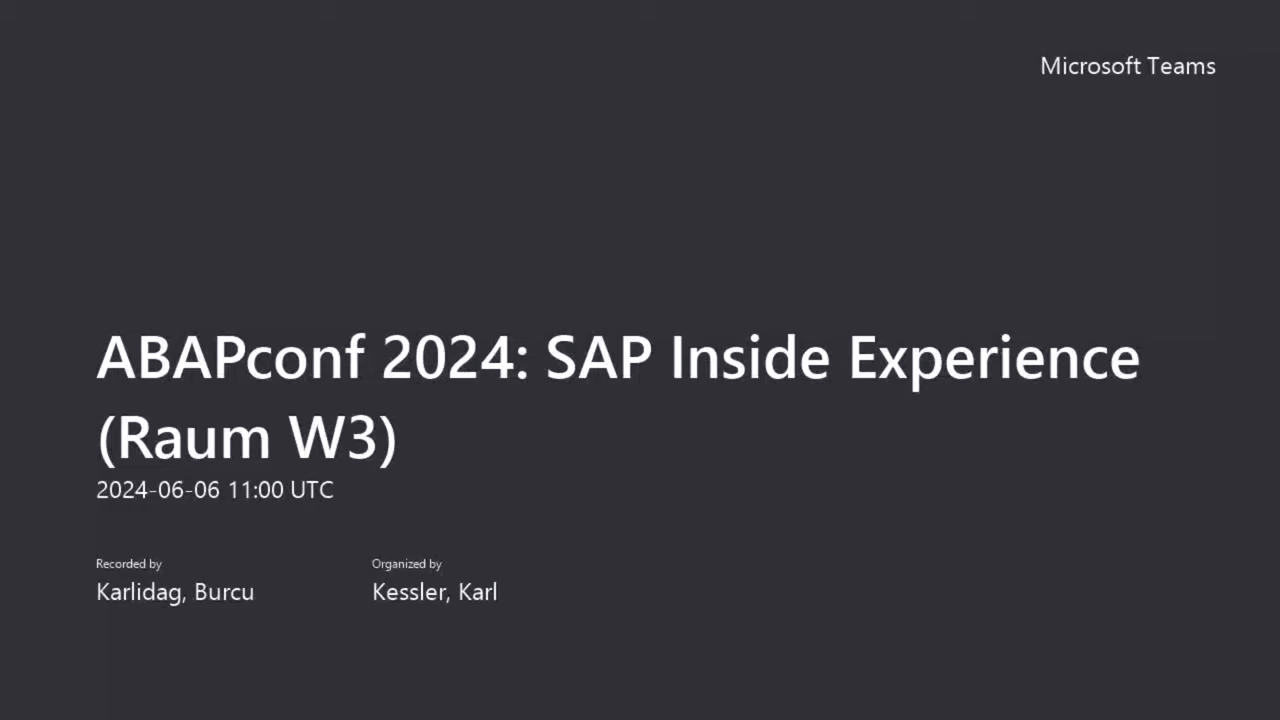 Microsoft Teams
ABAPconf 2024: SAP Inside Experience
(Raum W3)
2024-06-06 11:00 UTC
Recorded by
Organized by
Karlidag, Burcu
Kessler, Karl